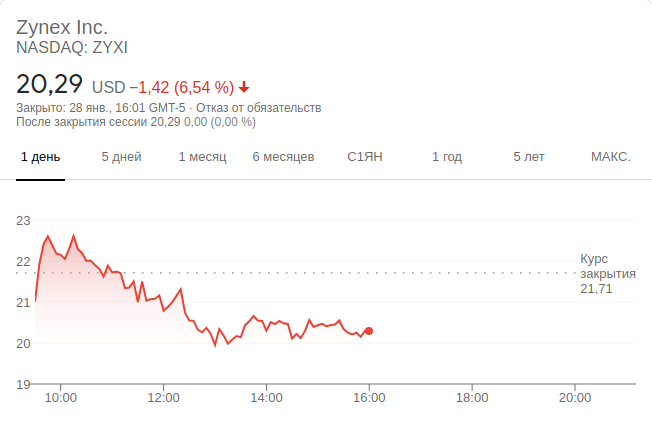 Zynex Inc.
NASDAQ: ZYXI
20,29 USD −1,42 (6,54 %)
Закрыто: 28 янв., 16:01 GMT-5 · Отказ от обязательств
После закрытия сессии 20,29 0,00 (0,00 %)
1 день 5 дней 1 месяц 6 месяцев С1ЯН 1 год 5 лет МАКС.
23
22
21
20
19
Курс
закрытия
21,71
10:00 12:00 14:00 16:00 18:00 20:00